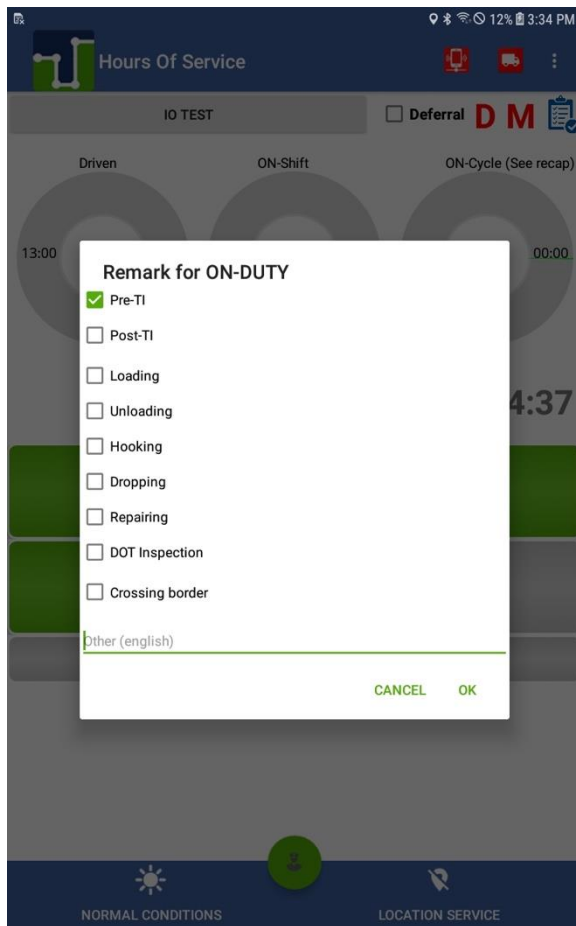 12% 3:34 PM
Hours Of Service
IO TEST Deferral D M
Driven ON-Shift ON-Cycle (See recap)
13:00 00:00
Remark for ON-DUTY
Pre-TI
Post-TI
Loading
Unloading
4:37
Hooking
Dropping
Repairing
DOT Inspection
Crossing border
Other (english)
CANCEL OK
NORMAL CONDITIONS LOCATION SERVICE